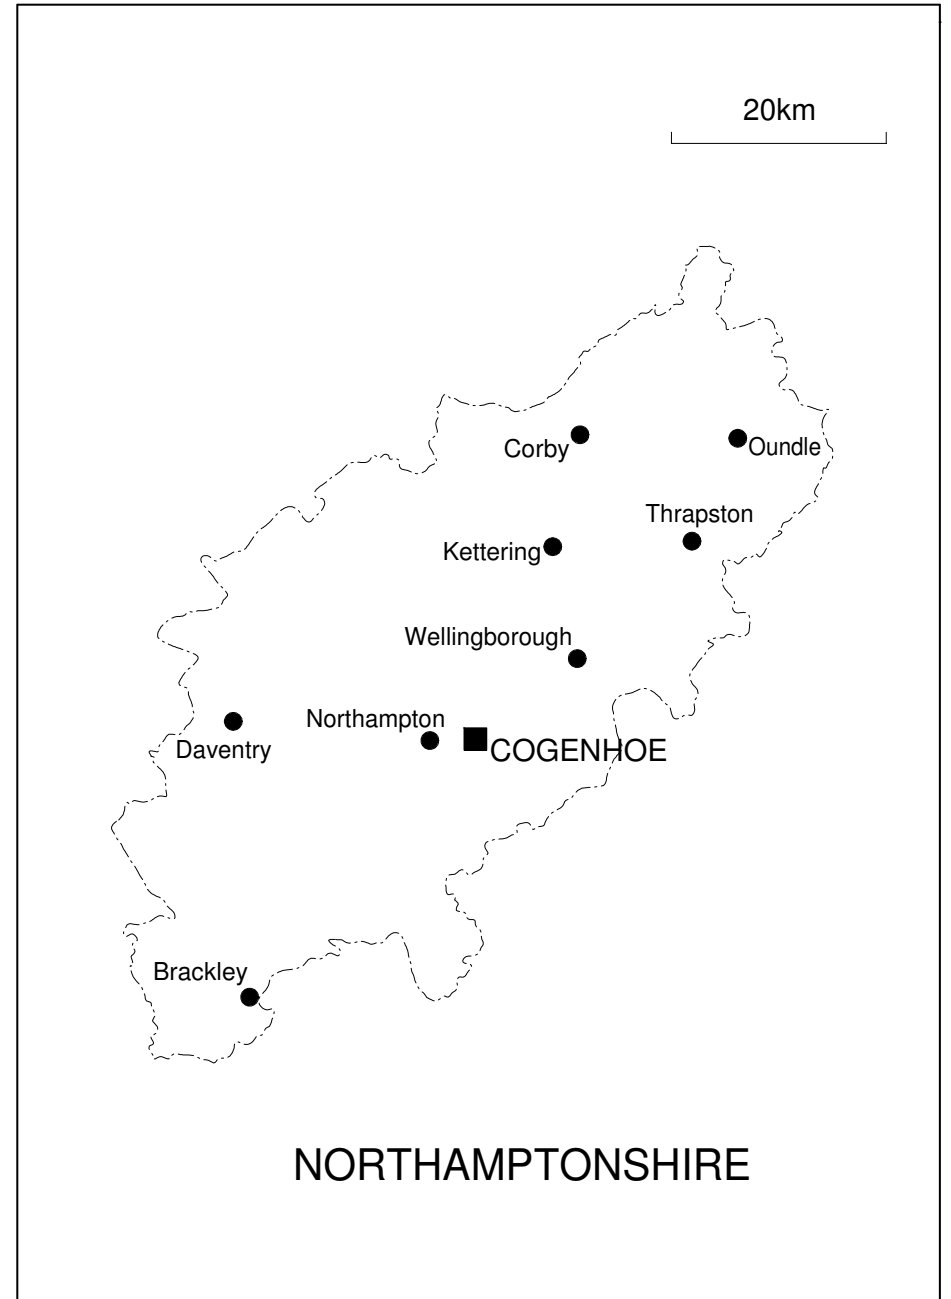 20km
Corby
Oundle
Thrapston
Kettering
Wellingborough
Northampton
COGENHOE
Daventry
Brackley
NORTHAMPTONSHIRE